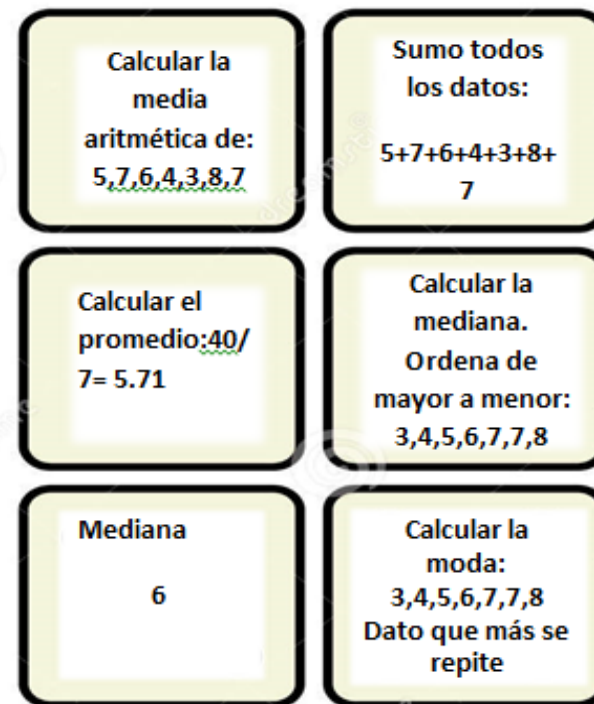 Calcular la
media
aritmética de:
5,7,6,4,3,8,7
Sumo todos
los datos:
5+7+6+4+3+8+
7
Calcular el
promedio:40/
7= 5.71
Calcular la
mediana.
Ordena de
mayor a menor:
3,4,5,6,7,7,8
Mediana
6
Calcular la
moda:
3,4,5,6,7,7,8
Dato que más se
repite